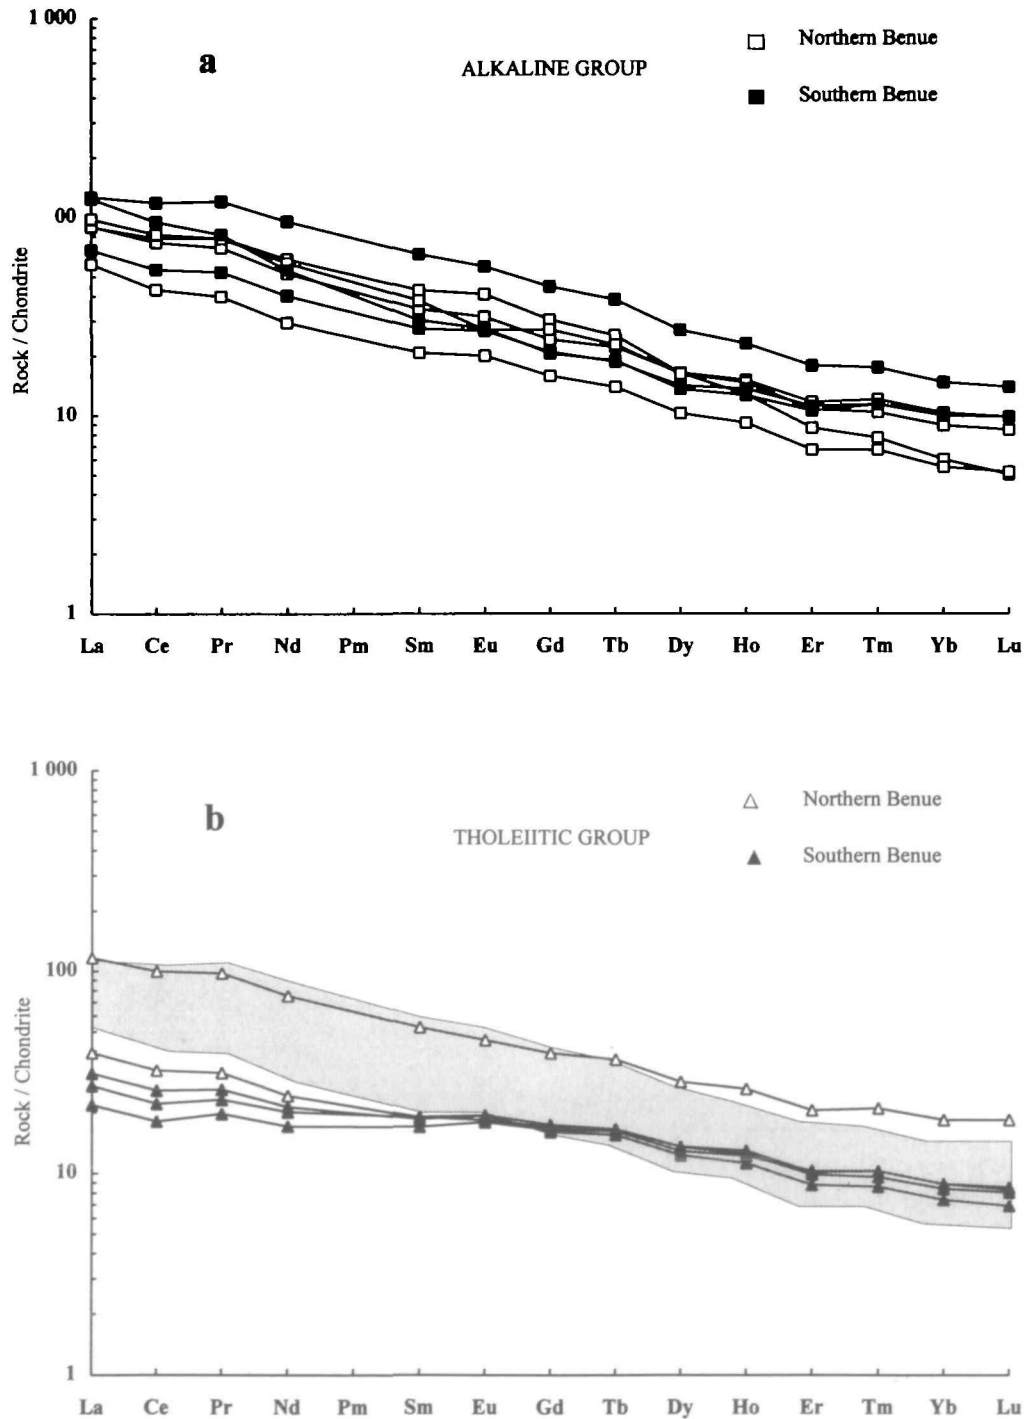 1 000
a
ALKALINE GROUP
Northern Benue
Southern Benue
00
Rock / Chondrite
10
1
La Ce Pr Nd Pm Sm Eu Gd Tb Dy Ho Er Tm Yb Lu
1 000
b
THOLEIITIC GROUP
Northern Benue
Southern Benue
100
Rock / Chondrite
10
1
La Ce Pr Nd Pm Sm Eu Gd Tb Dy Ho Er Tm Yb Lu